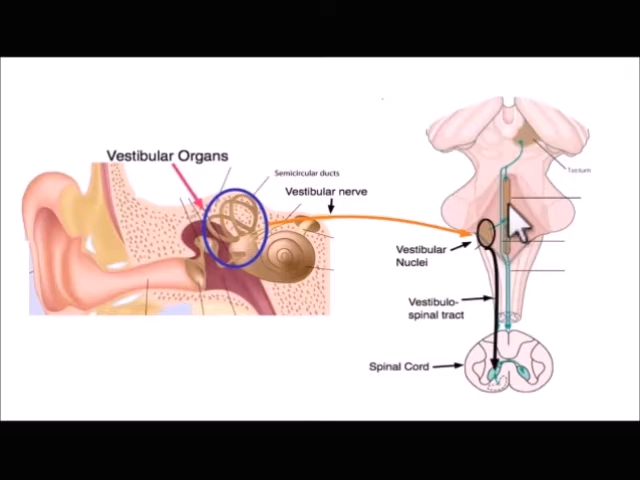 Vestibular Organs
Semicircular ducts
Vestibular nerve
Tectum
Vestibular
Nuclei
Vestibulo-
spinal tract
Spinal Cord